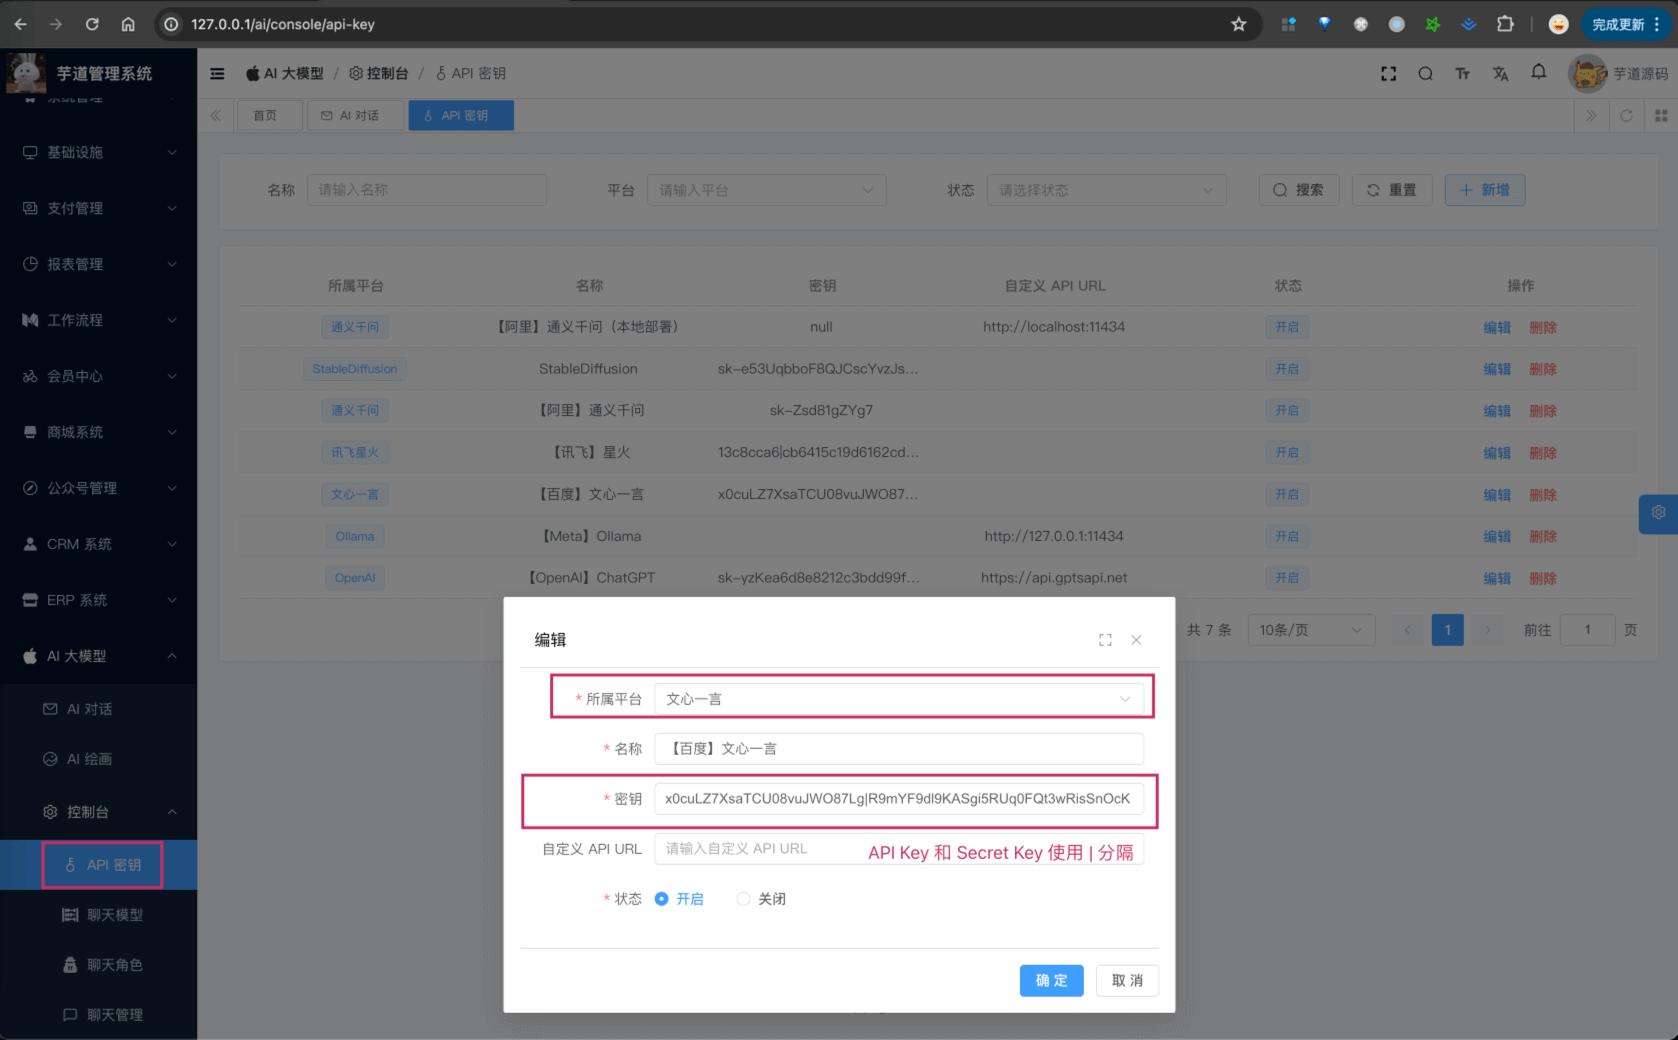 127.0.0.1/ai/console/api-key
完成更新
芋道管理系统
AI 大模型 / 控制台 / API 密钥
芋道源码
首页
AI 对话
API 密钥
系统管理
基础设施
支付管理
报表管理
工作流程
会员中心
商城系统
公众号管理
CRM 系统
ERP 系统
AI 大模型
AI 对话
AI 绘画
控制台
API 密钥
聊天模型
聊天角色
聊天管理
名称 请输入名称 平台 请输入平台 状态 请选择状态 搜索 重置 新增
所属平台 名称 密钥 自定义 API URL 状态 操作
通义千问 【阿里】通义千问（本地部署） null http://localhost:11434 开启 编辑 删除
StableDiffusion StableDiffusion sk-e53UqbboF8QJCscYvzJs... 开启 编辑 删除
通义千问 【阿里】通义千问 sk-Zsd81gZYg7 开启 编辑 删除
讯飞星火 【讯飞】星火 13c8cca6|cb6415c19d6162cd... 开启 编辑 删除
文心一言 【百度】文心一言 x0cuLZ7XsaTCU08vuJWO87... 开启 编辑 删除
Ollama 【Meta】Ollama http://127.0.0.1:11434 开启 编辑 删除
OpenAI 【OpenAI】ChatGPT sk-yzKea6d8e8212c3bdd99f... https://api.gptsapi.net 开启 编辑 删除
共 7 条 10条/页 1 前往 1 页
编辑
* 所属平台 文心一言
* 名称 【百度】文心一言
* 密钥 x0cuLZ7XsaTCU08vuJWO87Lg|R9mYF9dl9KASgi5RUq0FQt3wRisSnOcK
自定义 API URL 请输入自定义 API URL API Key 和 Secret Key 使用 | 分隔
* 状态 开启 关闭
确 定 取 消